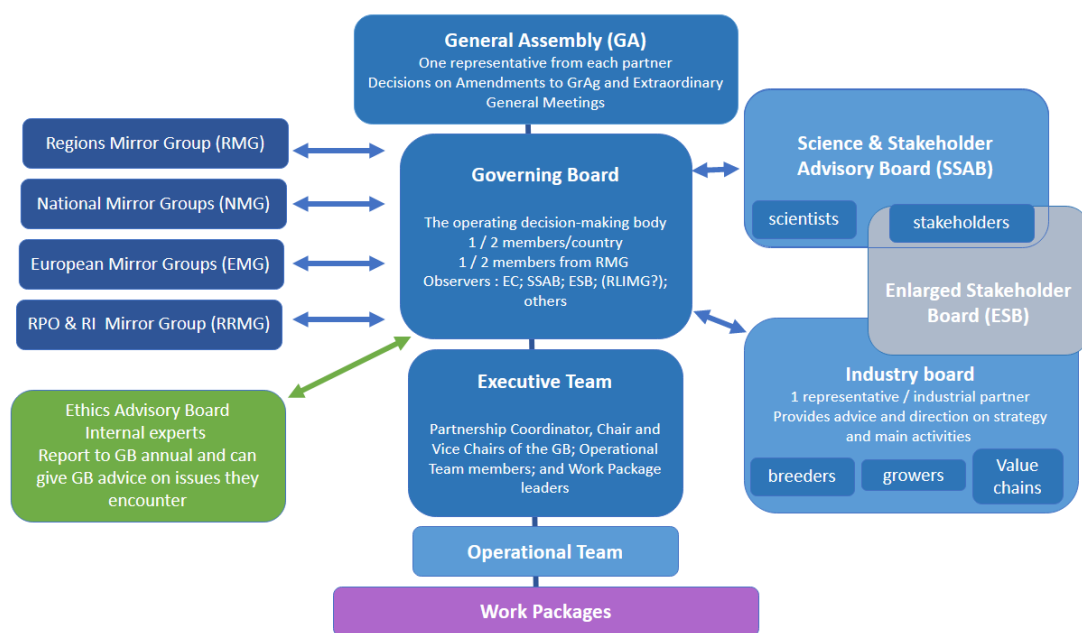 General Assembly (GA)
One representative from each partner
Decisions on Amendments to GrAg and Extraordinary
General Meetings
Regions Mirror Group (RMG)
National Mirror Groups (NMG)
European Mirror Groups (EMG)
RPO & RI  Mirror Group (RRMG)
Governing Board
The operating decision-making body
1 / 2 members/country
1 / 2 members from RMG
Observers : EC; SSAB; ESB; (RLIMG?);
others
Science & Stakeholder
Advisory Board (SSAB)
scientists
stakeholders
Enlarged Stakeholder
Board (ESB)
Industry board
1 representative / industrial partner
Provides advice and direction on strategy
and main activities
breeders
growers
Value
chains
Ethics Advisory Board
Internal experts
Report to GB annual and can
give GB advice on issues they
encounter
Executive Team
Partnership Coordinator, Chair and
Vice Chairs of the GB; Operational
Team members; and Work Package
leaders
Operational Team
Work Packages